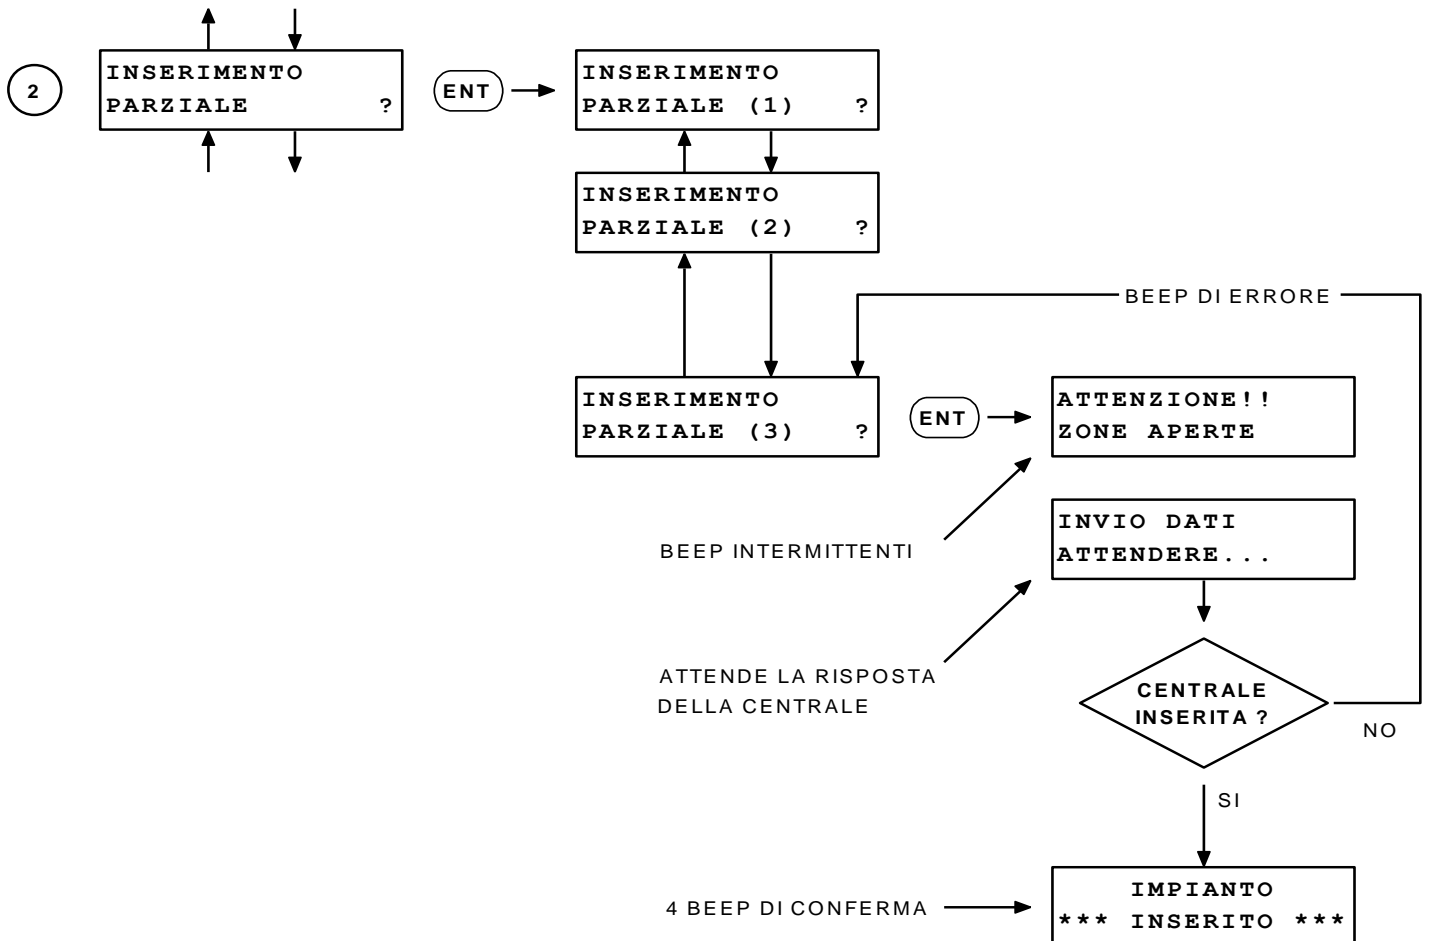 2
INSERIMENTO
PARZIALE ?
ENT
INSERIMENTO
PARZIALE (1) ?
INSERIMENTO
PARZIALE (2) ?
BEEP DI ERRORE
INSERIMENTO
PARZIALE (3) ?
ENT
ATTENZIONE!!
ZONE APERTE
BEEP INTERMITTENTI
INVIO DATI
ATTENDERE...
ATTENDE LA RISPOSTA
DELLA CENTRALE
CENTRALE
INSERITA ?
NO
SI
4 BEEP DI CONFERMA
IMPIANTO
*** INSERITO ***